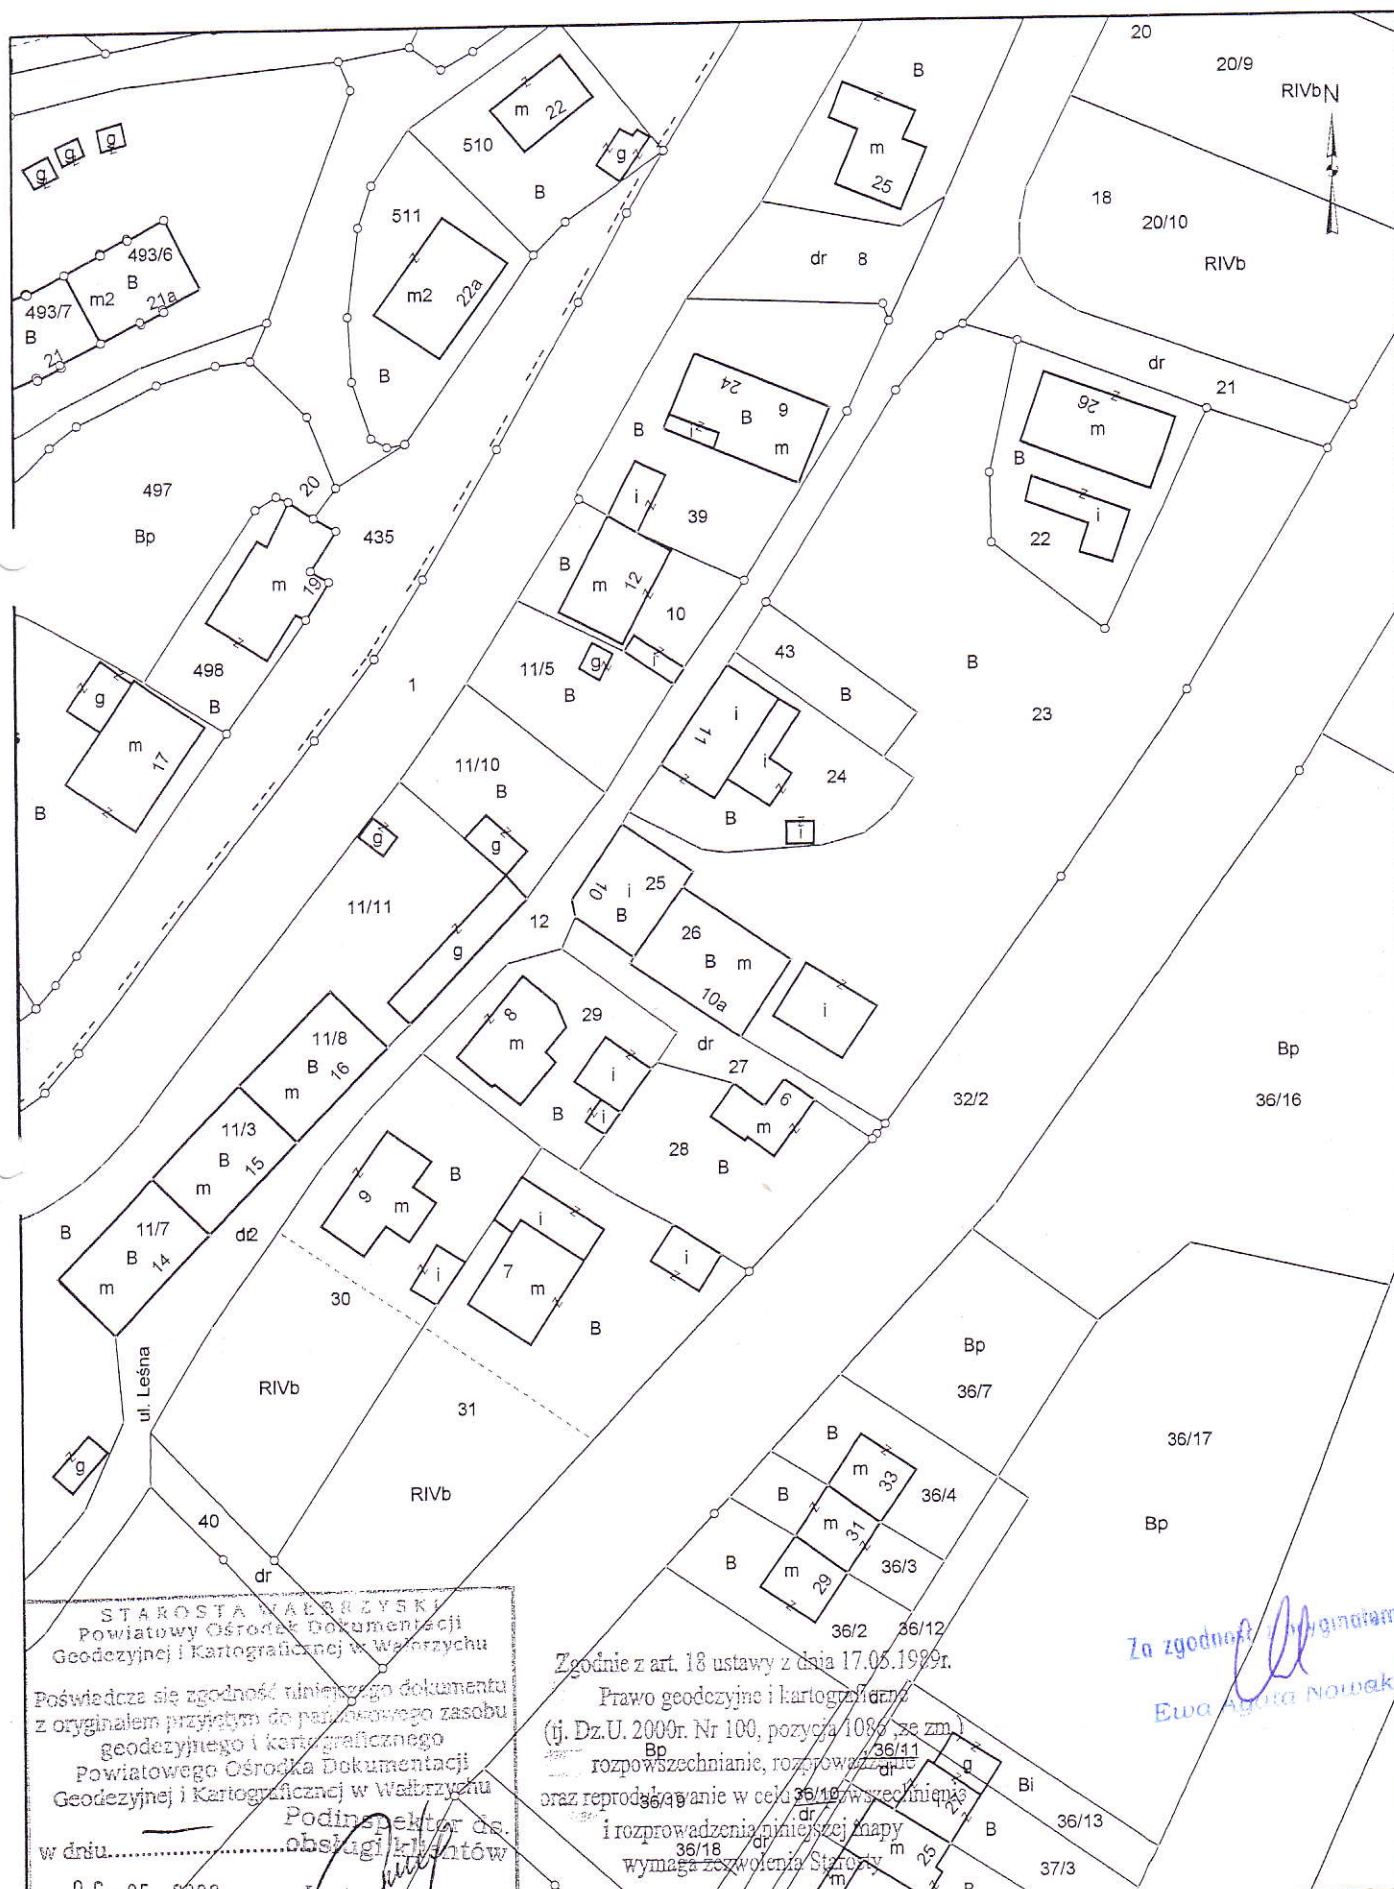 20
20/9
RIVb N
B
m
25
m
22
510
g
B
g
g
g
511
18
20/10
RIVb
dr 8
493/6
B
m2
21a
493/7
B
21
m2
22a
B
dr
21
24
B
9
B
i
m
26
m
B
i
22
497
Bp
20
435
i
39
B
m
12
10
m
19
498
B
1
11/5
g
i
B
43
B
B
23
g
m
17
B
i
11
i
24
B
i
11/10
B
g
g
11/11
12
g
10
i
25
B
26
B
m
10a
i
8
m
29
i
B
i
dr
27
6
m
28
B
11/8
B
m
16
11/3
B
m
15
11/7
B
m
14
B
32/2
Bp
36/16
9
m
B
i
i
7
m
i
B
30
dr
ul. Leśna
RIVb
31
RIVb
g
40
dr
Bp
36/7
36/17
Bp
B
m
33
36/4
B
m
31
36/3
B
m
29
36/2
36/12
STAROSTA WAŁBRZYSKI
Powiatowy Ośrodek Dokumentacji
Geodezyjnej i Kartograficznej w Wałbrzychu
Poświadcza się zgodność niniejszego dokumentu
z oryginałem przyjętym do państwowego zasobu
geodezyjnego i kartograficznego
Powiatowego Ośrodka Dokumentacji
Geodezyjnej i Kartograficznej w Wałbrzychu
Podinspektor ds.
obsługi klientów
w dniu
Zgodnie z art. 18 ustawy z dnia 17.05.1989r.
Prawo geodezyjne i kartograficzne
(tj. Dz.U. 2000r. Nr 100, pozycja 1086 ,ze zm.)
rozpowszechnianie, rozprowadzanie
oraz reprodukowanie w celu rozpowszechnienia
i rozprowadzenia niniejszej mapy
wymaga zezwolenia Starosty
Za zgodność z oryginałem
Ewa Agata Nowak
dr
Bp
36/11
dr
36/19
36/10
dr
36/18
dr
g
i
27
Bi
B
36/13
m
25
37/3
m
B